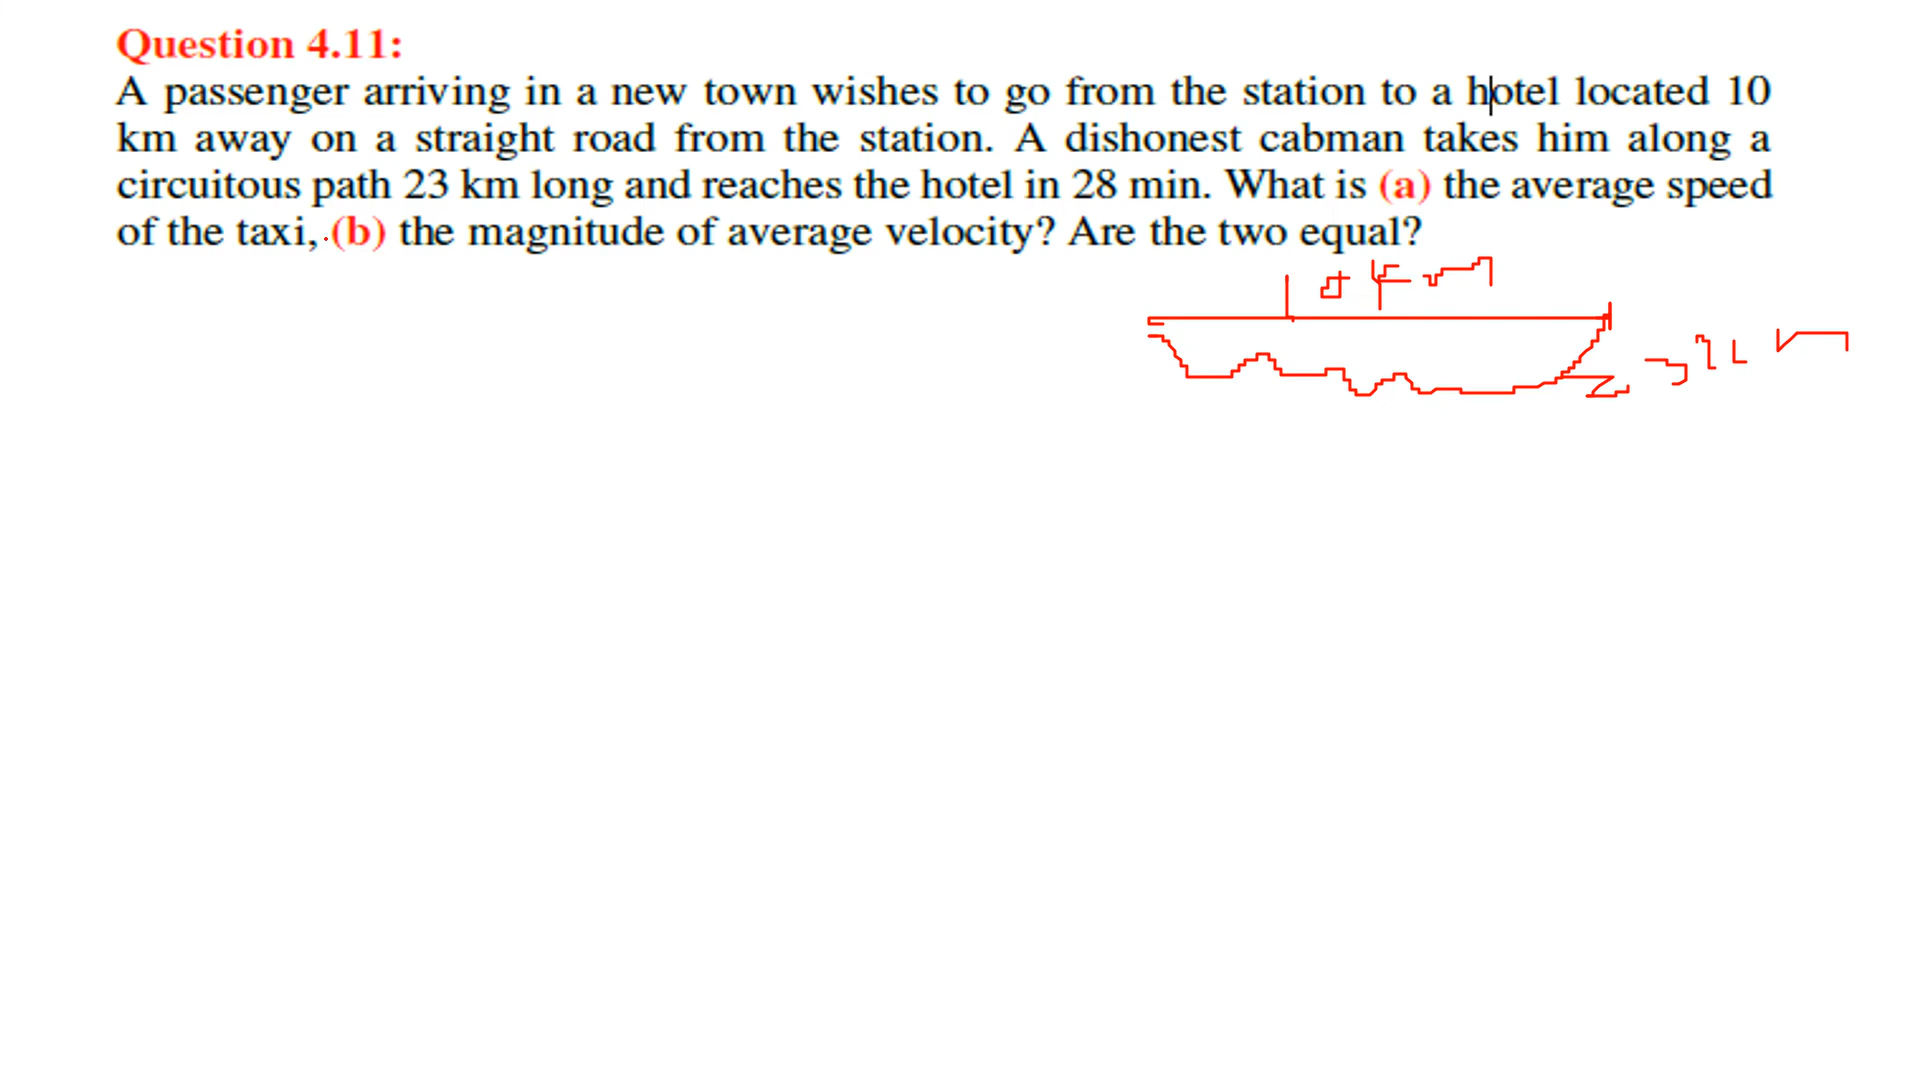 Question 4.11:
A passenger arriving in a new town wishes to go from the station to a hotel located 10
km away on a straight road from the station. A dishonest cabman takes him along a
circuitous path 23 km long and reaches the hotel in 28 min. What is (a) the average speed
of the taxi, (b) the magnitude of average velocity? Are the two equal?
10 km